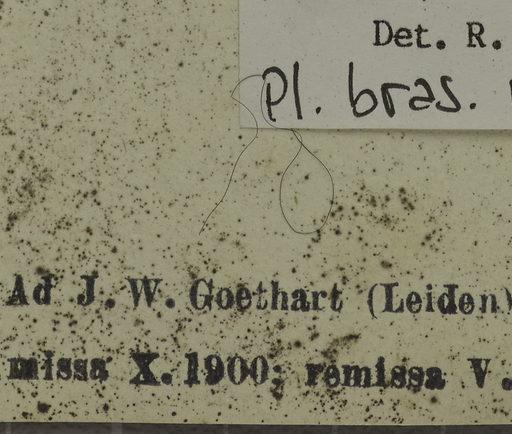 Det. R.
Pl. bras.
Ad J. W. Goethart (Leiden)
missa X. 1900; remissa V.